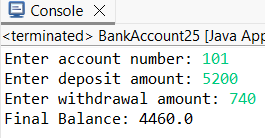 Console
<terminated> BankAccount25 [Java App
Enter account number: 101
Enter deposit amount: 5200
Enter withdrawal amount: 740
Final Balance: 4460.0